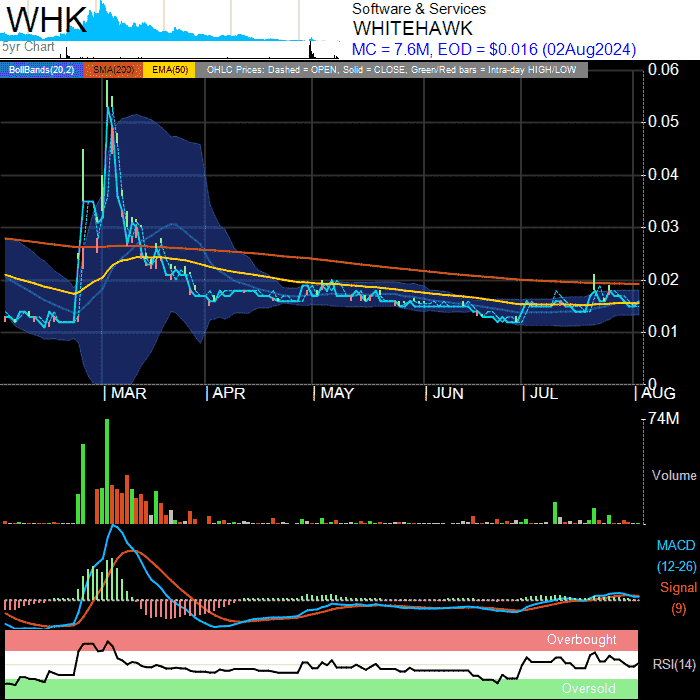 WHK
5yr Chart
Software & Services
WHITEHAWK
MC = 7.6M, EOD = $0.016 (02Aug2024)
BollBands(20,2) SMA(200) EMA(50) OHLC Prices: Dashed = OPEN, Solid = CLOSE, Green/Red bars = Intra-day HIGH/LOW
0.06
0.05
0.04
0.03
0.02
0.01
0
MAR APR MAY JUN JUL AUG
74M
Volume
MACD
(12-26)
Signal
(9)
Overbought
RSI(14)
Oversold